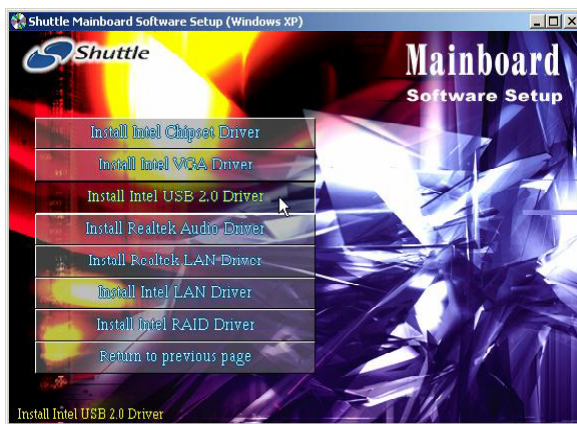 Shuttle Mainboard Software Setup (Windows XP)
Shuttle
Mainboard
Software Setup
Install Intel Chipset Driver
Install Intel VGA Driver
Install Intel USB 2.0 Driver
Install Realtek Audio Driver
Install Realtek LAN Driver
Install Intel LAN Driver
Install Intel RAID Driver
Return to previous page
Install Intel USB 2.0 Driver